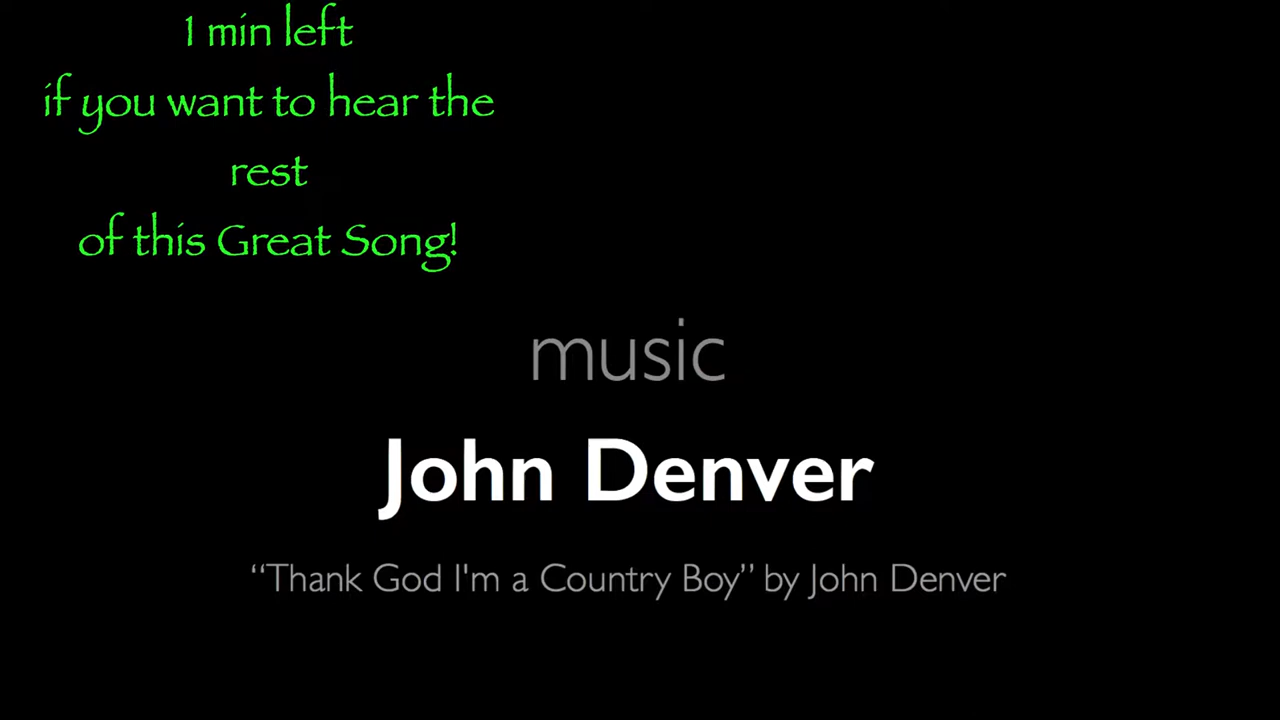 1 min left
if you want to hear the
rest
of this Great Song!
music
John Denver
“Thank God I'm a Country Boy” by John Denver